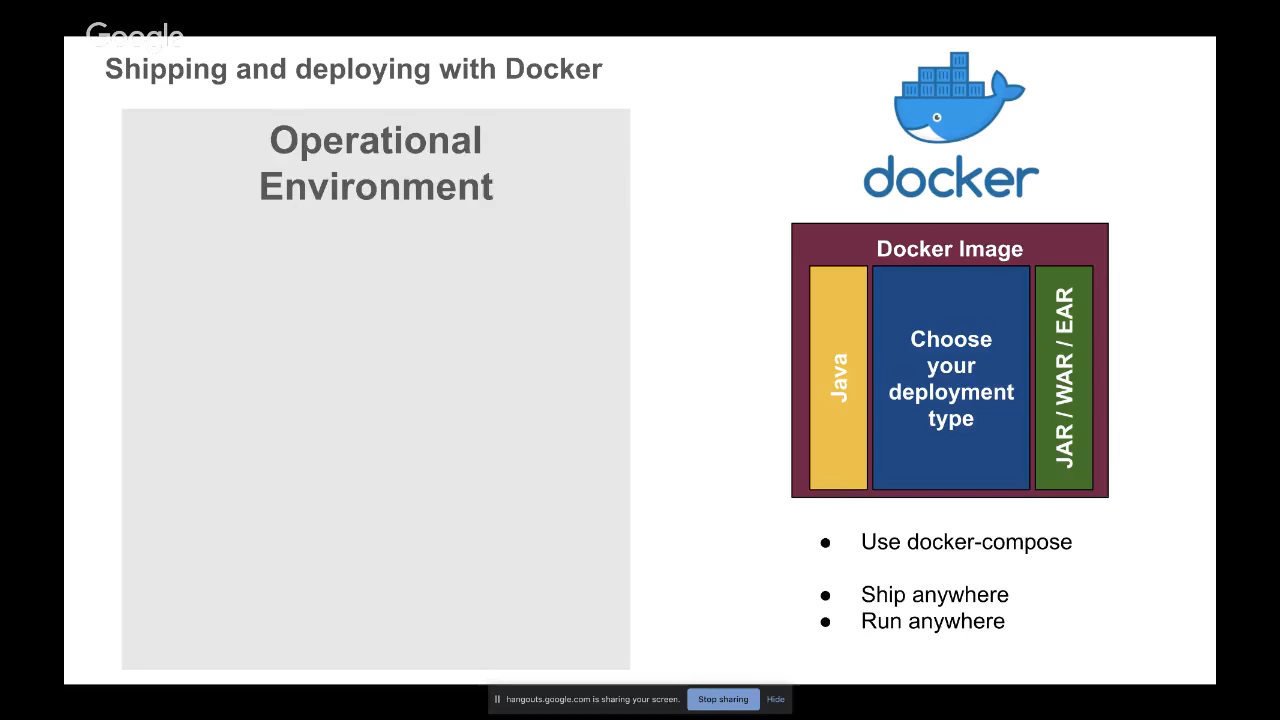 Google
Shipping and deploying with Docker
Operational
Environment
docker
Docker Image
Java
Choose
your
deployment
type
JAR / WAR / EAR
● Use docker-compose
● Ship anywhere
● Run anywhere
hangouts.google.com is sharing your screen.
Stop sharing
Hide